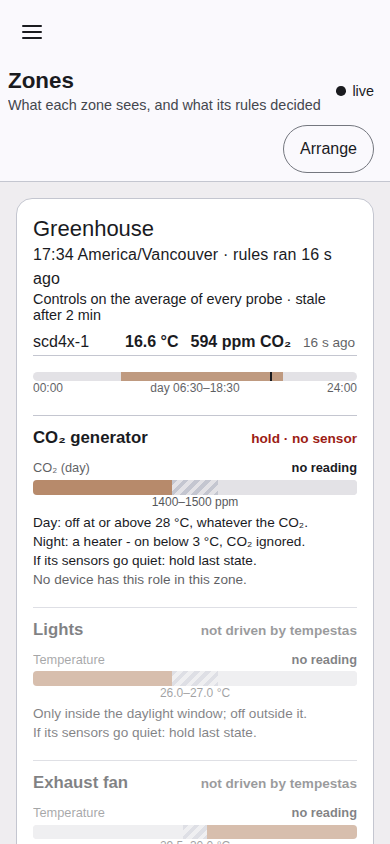 Zones
What each zone sees, and what its rules decided
live
Arrange
Greenhouse
17:34 America/Vancouver · rules ran 16 s
ago
Controls on the average of every probe · stale
after 2 min
scd4x-1 16.6 °C 594 ppm CO₂ 16 s ago
00:00 day 06:30–18:30 24:00
CO₂ generator hold · no sensor
CO₂ (day) no reading
1400–1500 ppm
Day: off at or above 28 °C, whatever the CO₂.
Night: a heater - on below 3 °C, CO₂ ignored.
If its sensors go quiet: hold last state.
No device has this role in this zone.
Lights not driven by tempestas
Temperature no reading
26.0–27.0 °C
Only inside the daylight window; off outside it.
If its sensors go quiet: hold last state.
Exhaust fan not driven by tempestas
Temperature no reading